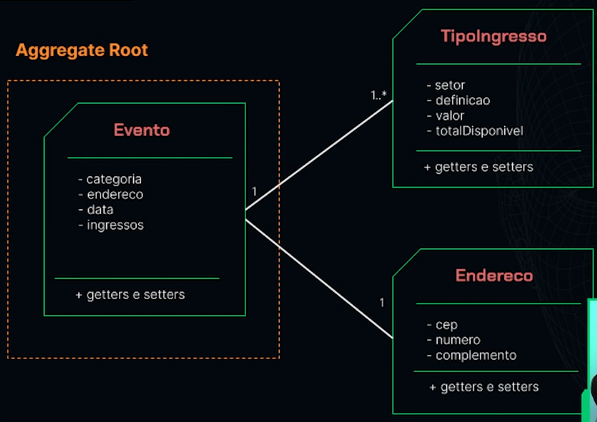 Aggregate Root
Evento
- categoria
- endereco
- data
- ingressos
+ getters e setters
1
1..*
TipoIngresso
- setor
- definicao
- valor
- totalDisponivel
+ getters e setters
1
Endereco
- cep
- numero
- complemento
+ getters e setters